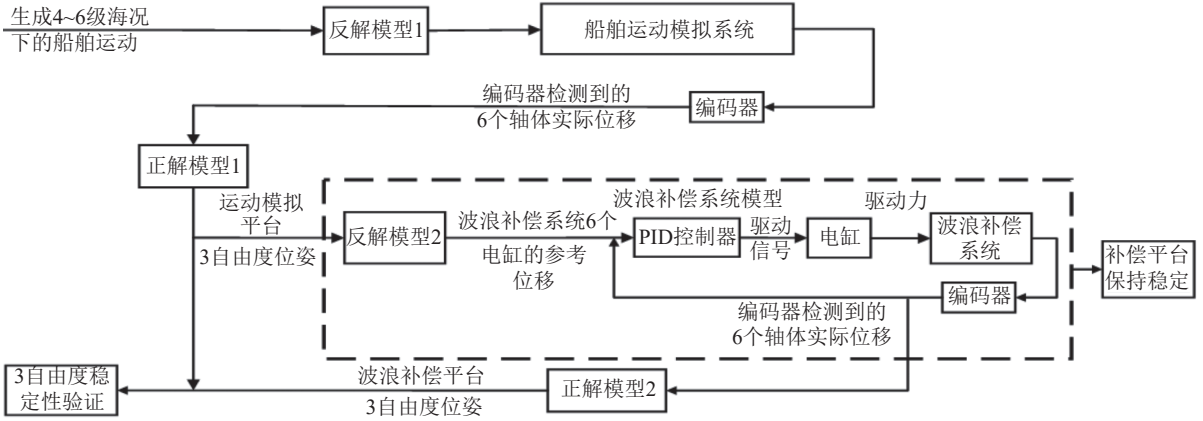 生成4~6级海况
下的船舶运动
反解模型1
船舶运动模拟系统
编码器检测到的
6个轴体实际位移
编码器
正解模型1
运动模拟
平台
3自由度位姿
反解模型2
波浪补偿系统6个
电缸的参考
位移
波浪补偿系统模型
PID控制器
驱动
信号
电缸
驱动力
波浪补偿
系统
编码器
编码器检测到的
6个轴体实际位移
补偿平台
保持稳定
3自由度稳
定性验证
波浪补偿平台
3自由度位姿
正解模型2